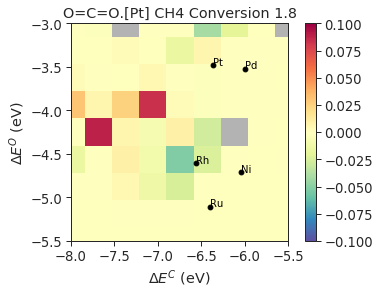 O=C=O.[Pt] CH4 Conversion 1.8
−3.0
−3.5
−4.0
−4.5
−5.0
−5.5
ΔE^O (eV)
Pt
Pd
Rh
Ni
Ru
−8.0 −7.5 −7.0 −6.5 −6.0 −5.5
ΔE^C (eV)
0.100
0.075
0.050
0.025
0.000
−0.025
−0.050
−0.075
−0.100